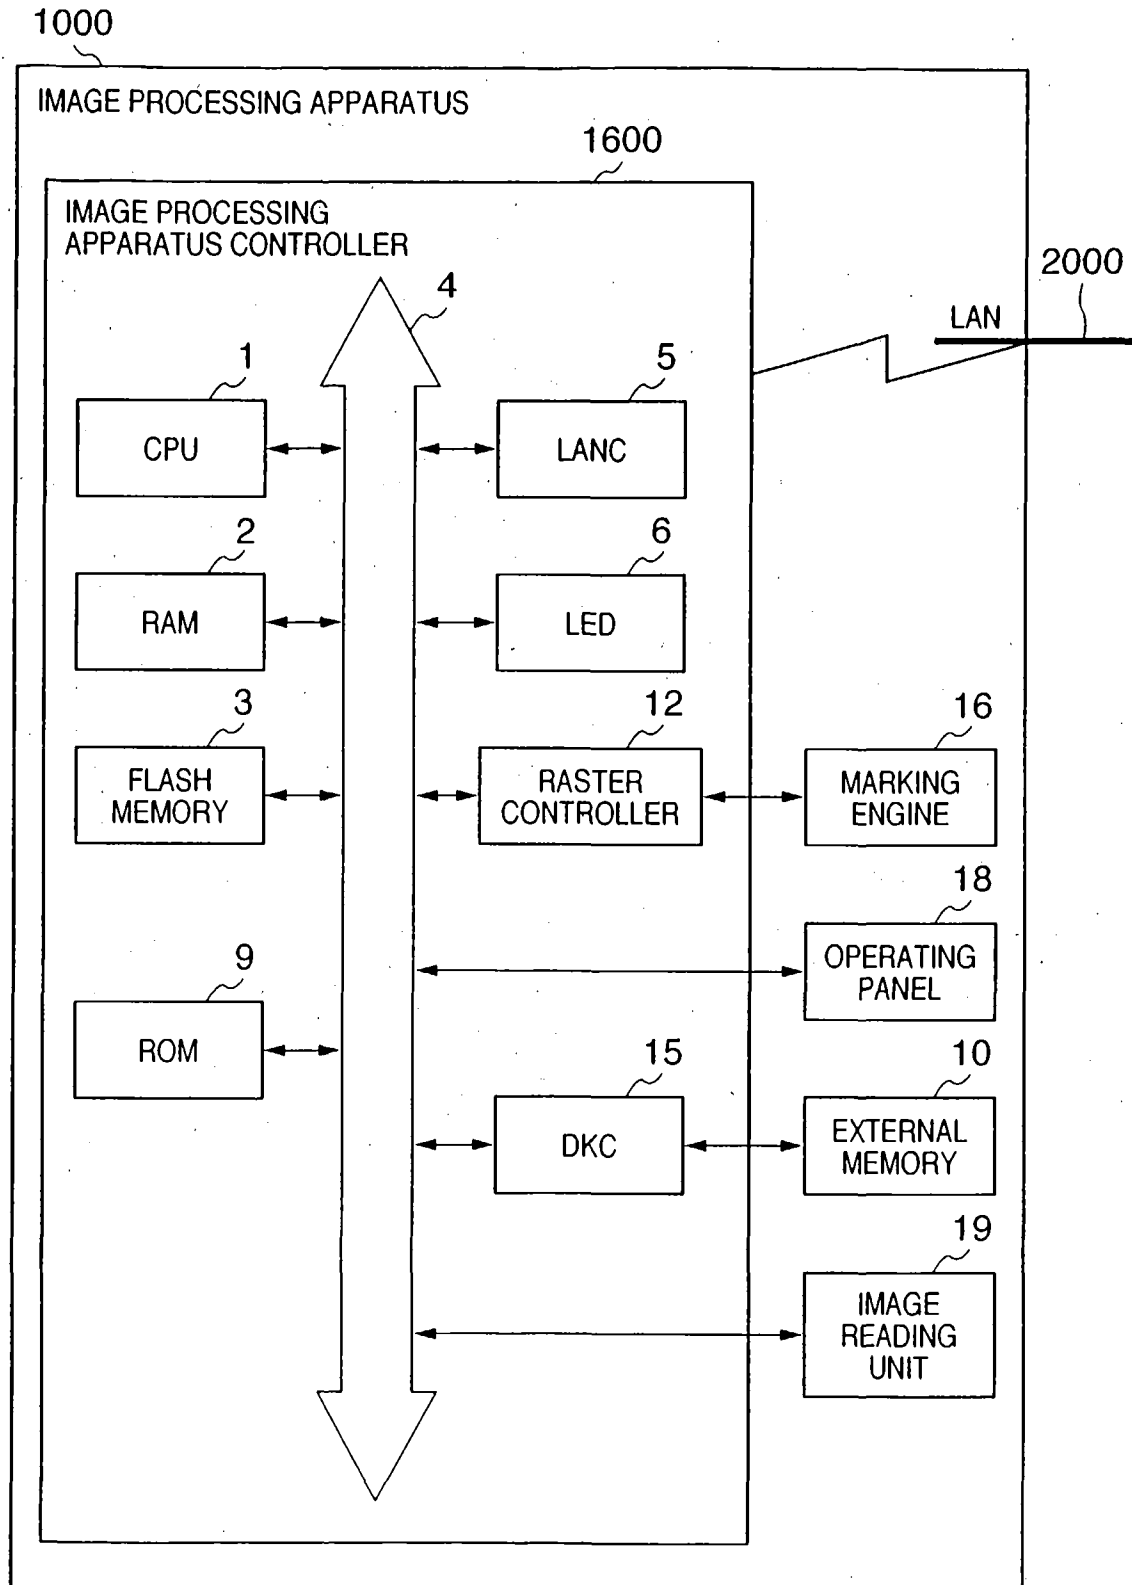 1000
IMAGE PROCESSING APPARATUS
1600
IMAGE PROCESSING
APPARATUS CONTROLLER
2000
4
LAN
1
5
CPU
LANC
2
6
RAM
LED
3
12
16
FLASH
MEMORY
RASTER
CONTROLLER
MARKING
ENGINE
18
OPERATING
PANEL
9
ROM
15
10
DKC
EXTERNAL
MEMORY
19
IMAGE
READING
UNIT